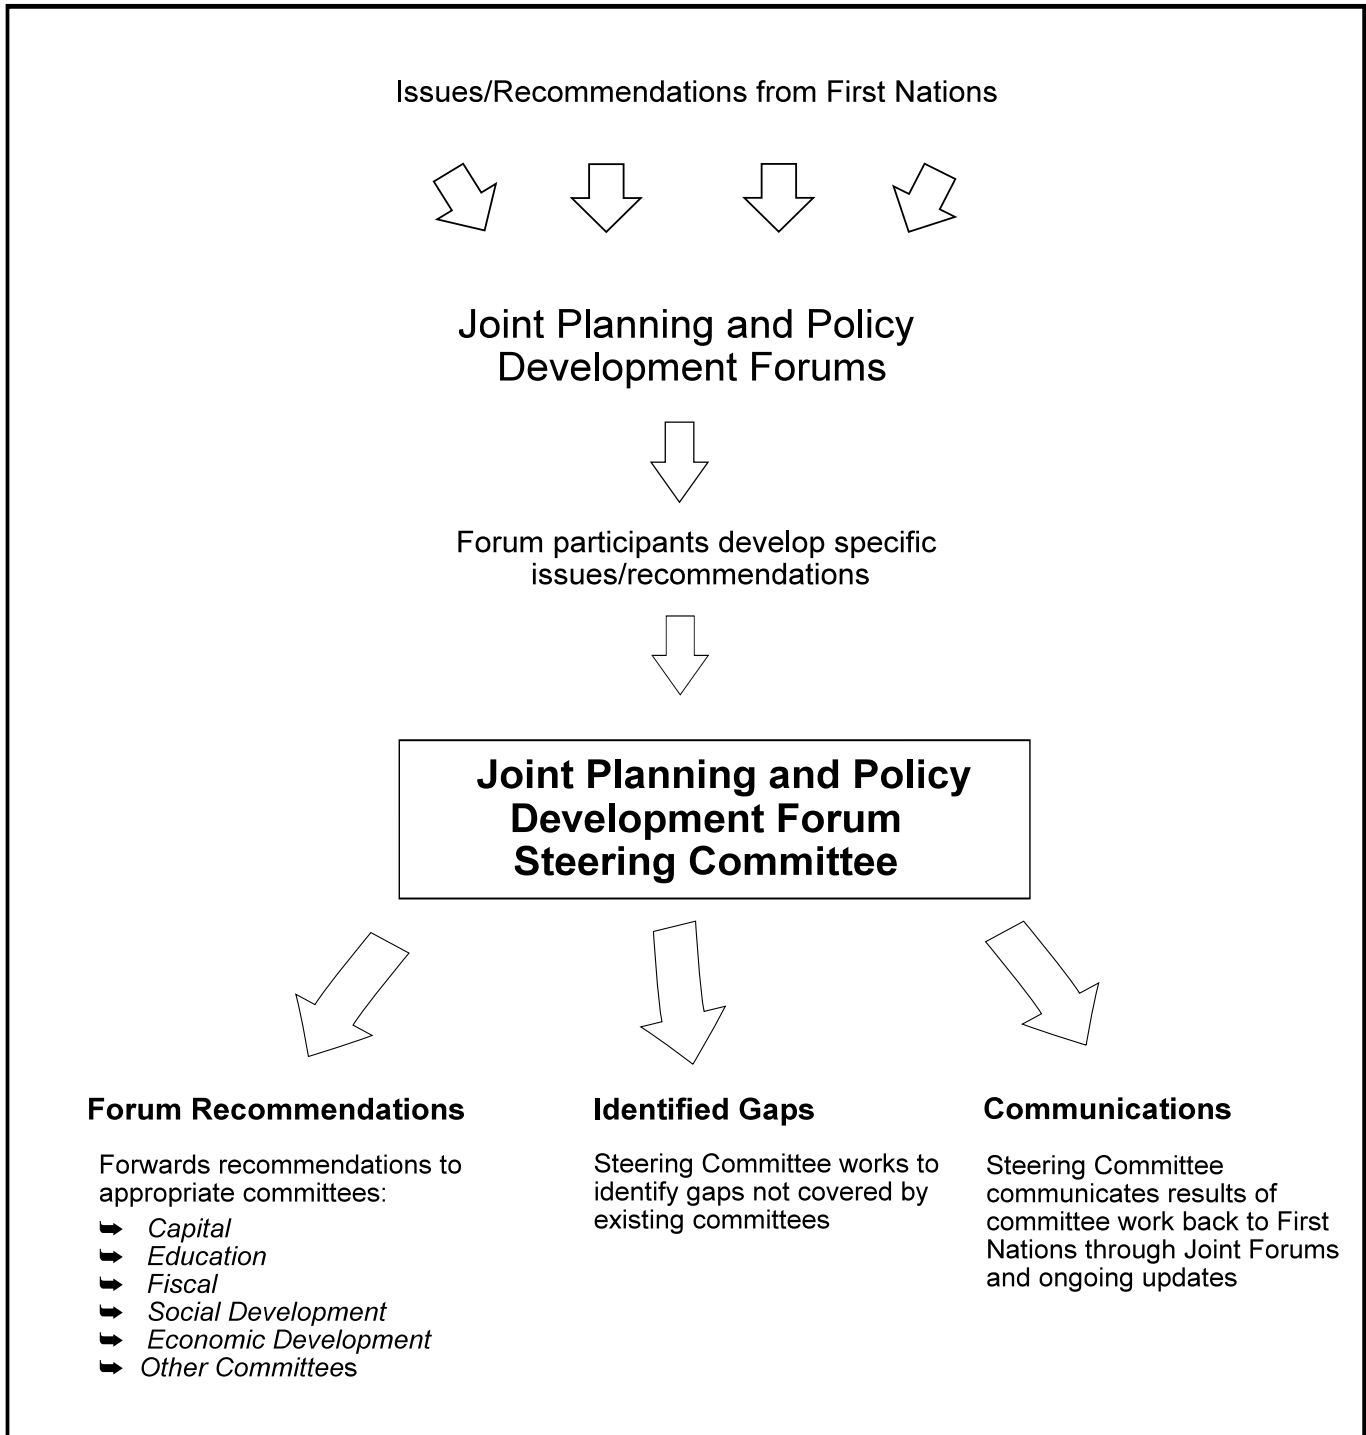 Issues/Recommendations from First Nations
Joint Planning and Policy
Development Forums
Forum participants develop specific
issues/recommendations
Joint Planning and Policy
Development Forum
Steering Committee
Forum Recommendations
Forwards recommendations to
appropriate committees:
➥ Capital
➥ Education
➥ Fiscal
➥ Social Development
➥ Economic Development
➥ Other Committees
Identified Gaps
Steering Committee works to
identify gaps not covered by
existing committees
Communications
Steering Committee
communicates results of
committee work back to First
Nations through Joint Forums
and ongoing updates